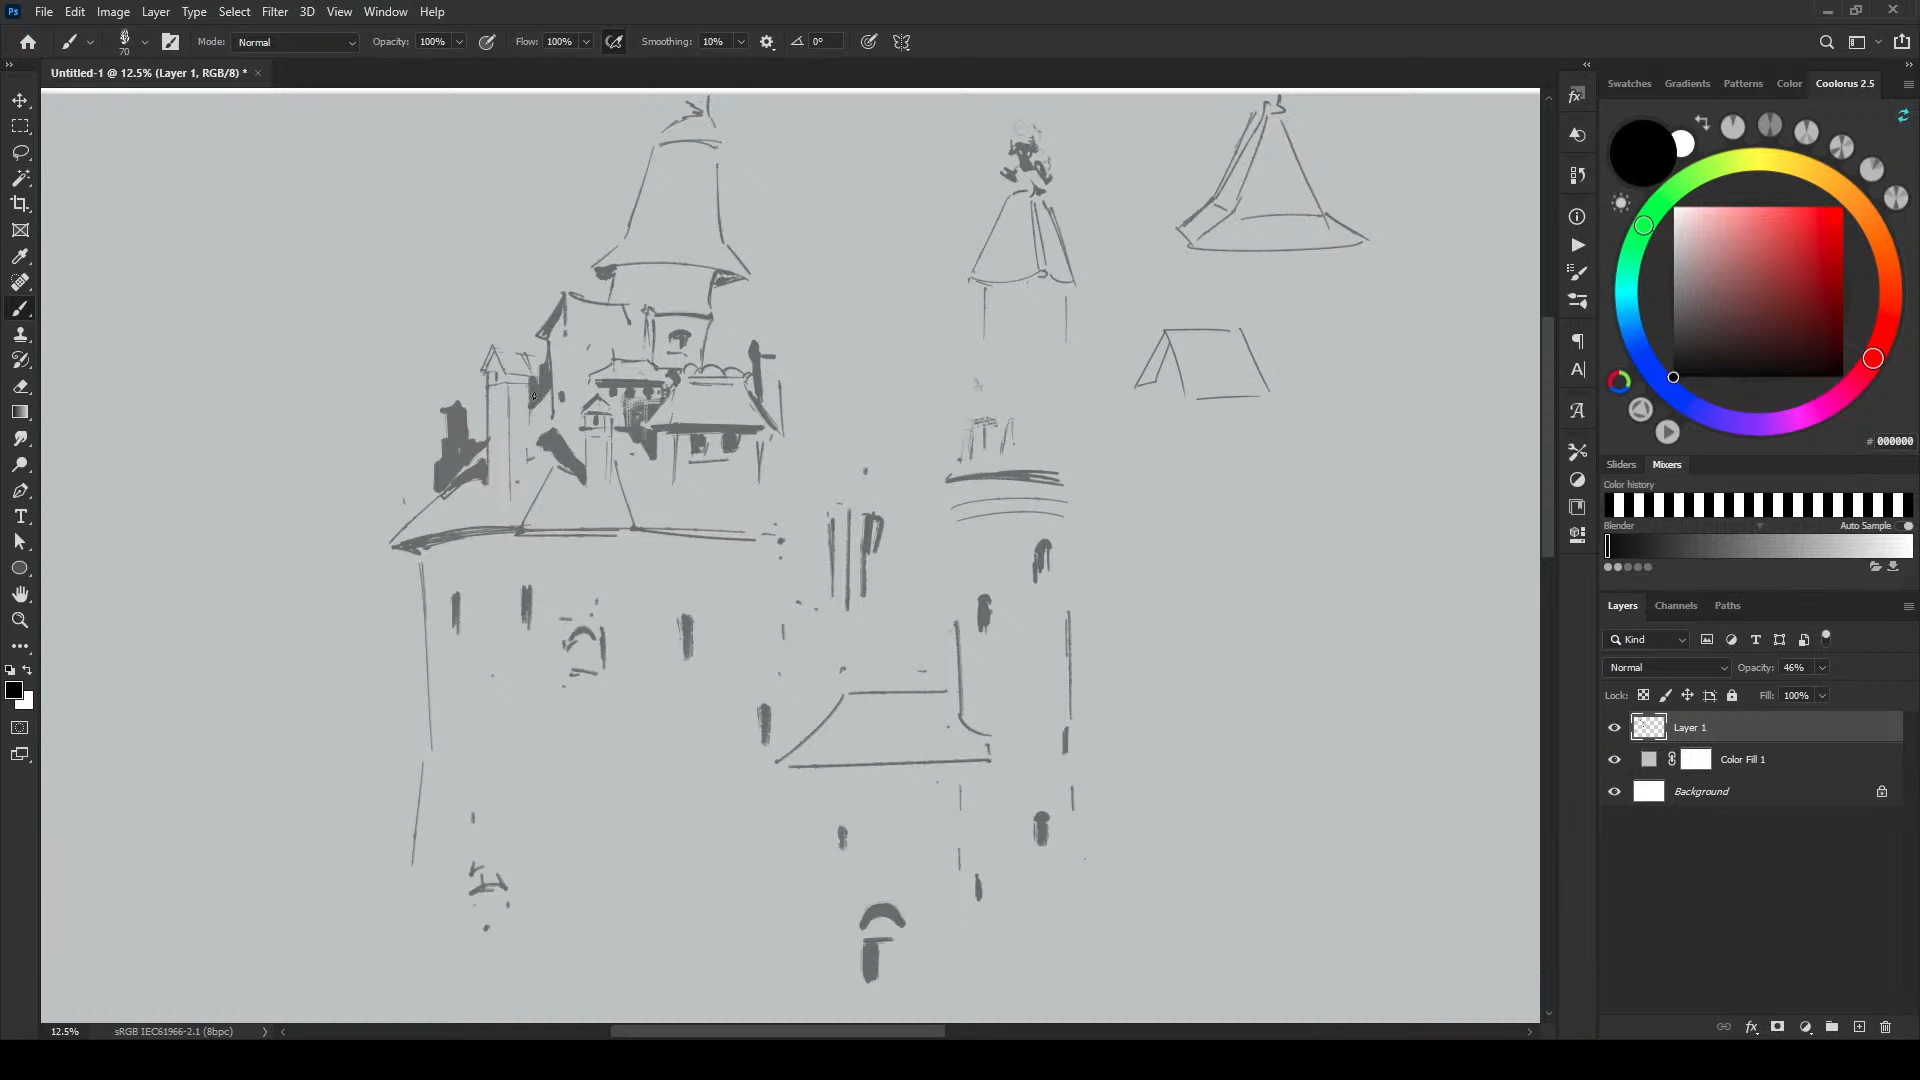 Ps File Edit Image Layer Type Select Filter 3D View Window Help
70 Mode: Normal Opacity: 100% Flow: 100% Smoothing: 10% 0°
Untitled-1 @ 12.5% (Layer 1, RGB/8) *
Swatches Gradients Patterns Color Coolorus 2.5
# 000000
Sliders Mixers
Color history
Blender Auto Sample
Layers Channels Paths
Kind
Normal Opacity: 46%
Lock: Fill: 100%
Layer 1
Color Fill 1
Background
12.5% sRGB IEC61966-2.1 (8bpc)